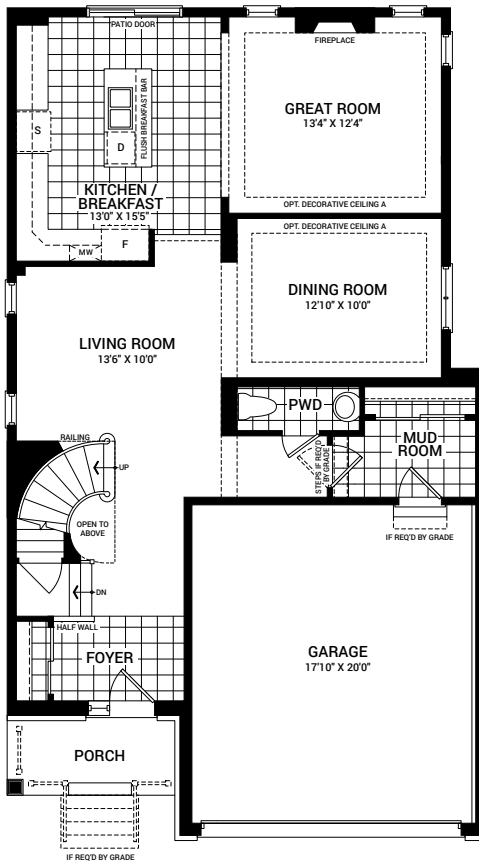 PATIO DOOR
FIREPLACE
GREAT ROOM
13'4" X 12'4"
S
D
FLUSH BREAKFAST BAR
KITCHEN /
BREAKFAST
13'0" X 15'5"
OPT. DECORATIVE CEILING A
OPT. DECORATIVE CEILING A
MW
F
DINING ROOM
12'10" X 10'0"
LIVING ROOM
13'6" X 10'0"
PWD
RAILING
UP
STEPS IF REQ'D
BY GRADE
MUD
ROOM
OPEN TO
ABOVE
IF REQ'D BY GRADE
DN
HALF WALL
FOYER
GARAGE
17'10" X 20'0"
PORCH
IF REQ'D BY GRADE